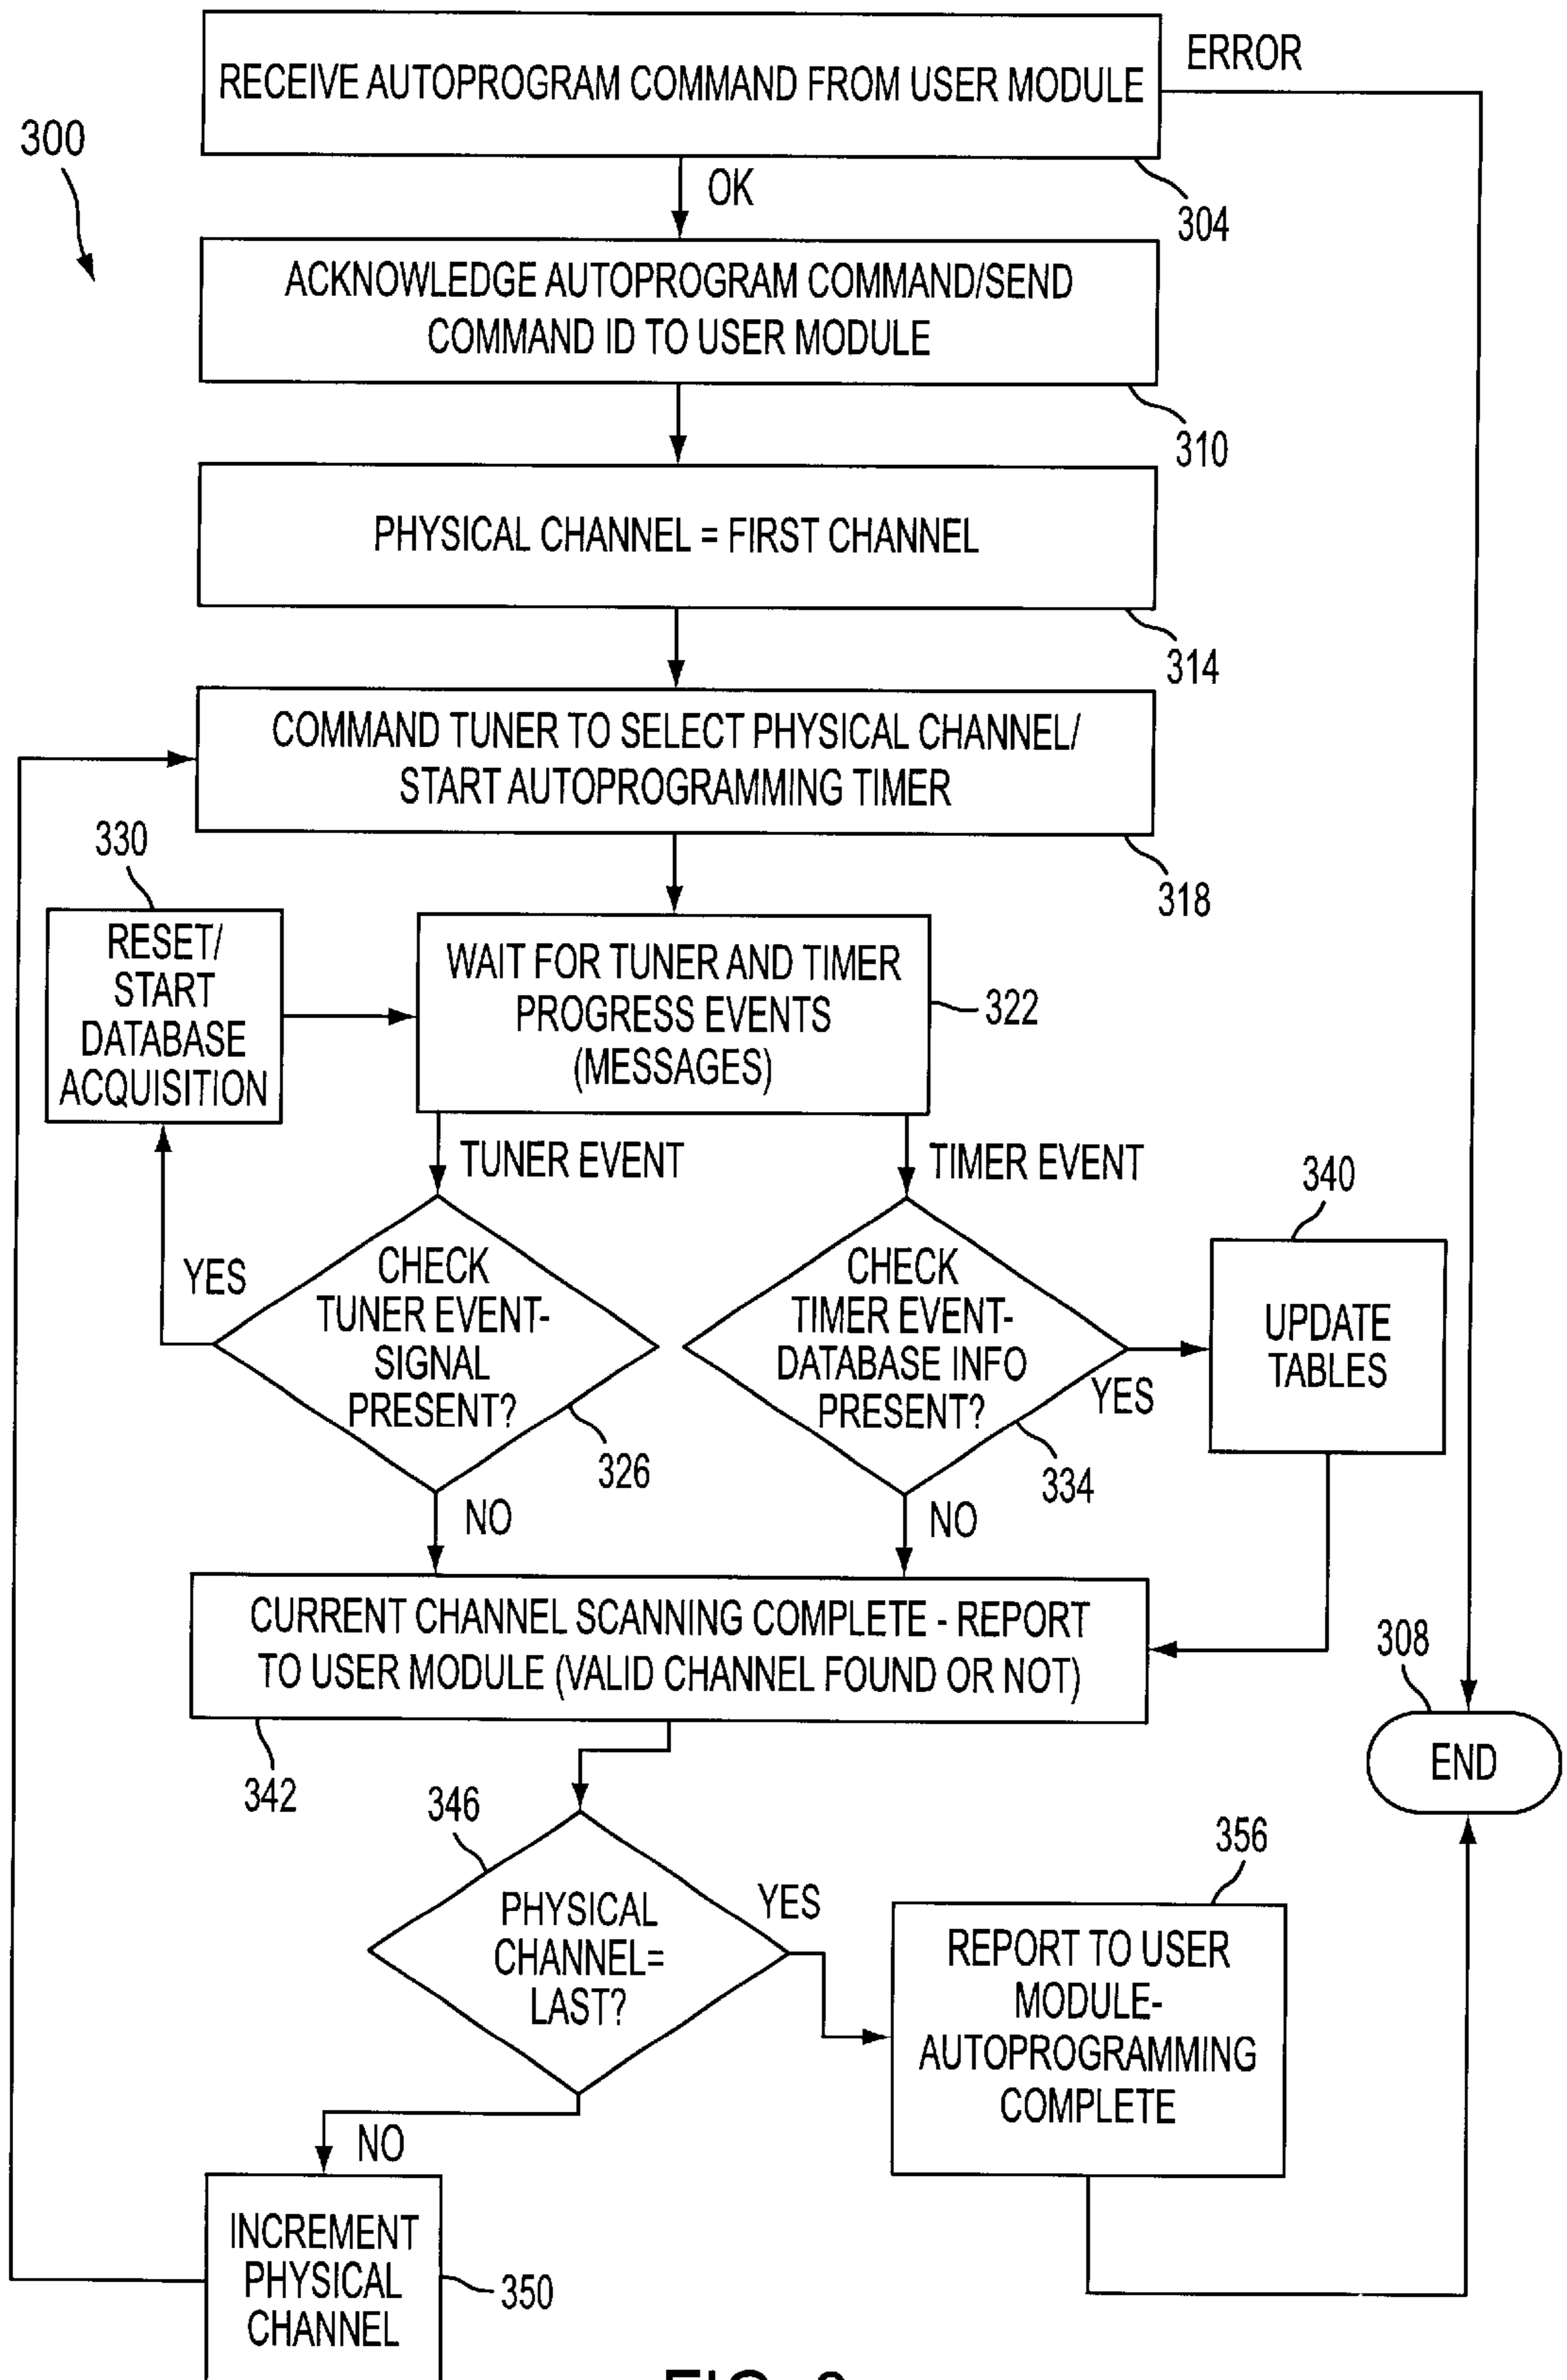 RECEIVE AUTOPROGRAM COMMAND FROM USER MODULE
ERROR
300
OK
304
ACKNOWLEDGE AUTOPROGRAM COMMAND/SEND
COMMAND ID TO USER MODULE
310
PHYSICAL CHANNEL = FIRST CHANNEL
314
COMMAND TUNER TO SELECT PHYSICAL CHANNEL/
START AUTOPROGRAMMING TIMER
318
330
RESET/
START
DATABASE
ACQUISITION
WAIT FOR TUNER AND TIMER
PROGRESS EVENTS
(MESSAGES)
322
TUNER EVENT
TIMER EVENT
340
YES
CHECK
TUNER EVENT-
SIGNAL
PRESENT?
326
CHECK
TIMER EVENT-
DATABASE INFO
PRESENT?
YES
334
UPDATE
TABLES
NO
NO
CURRENT CHANNEL SCANNING COMPLETE - REPORT
TO USER MODULE (VALID CHANNEL FOUND OR NOT)
342
308
END
346
PHYSICAL
CHANNEL=
LAST?
YES
356
REPORT TO USER
MODULE-
AUTOPROGRAMMING
COMPLETE
NO
INCREMENT
PHYSICAL
CHANNEL
350